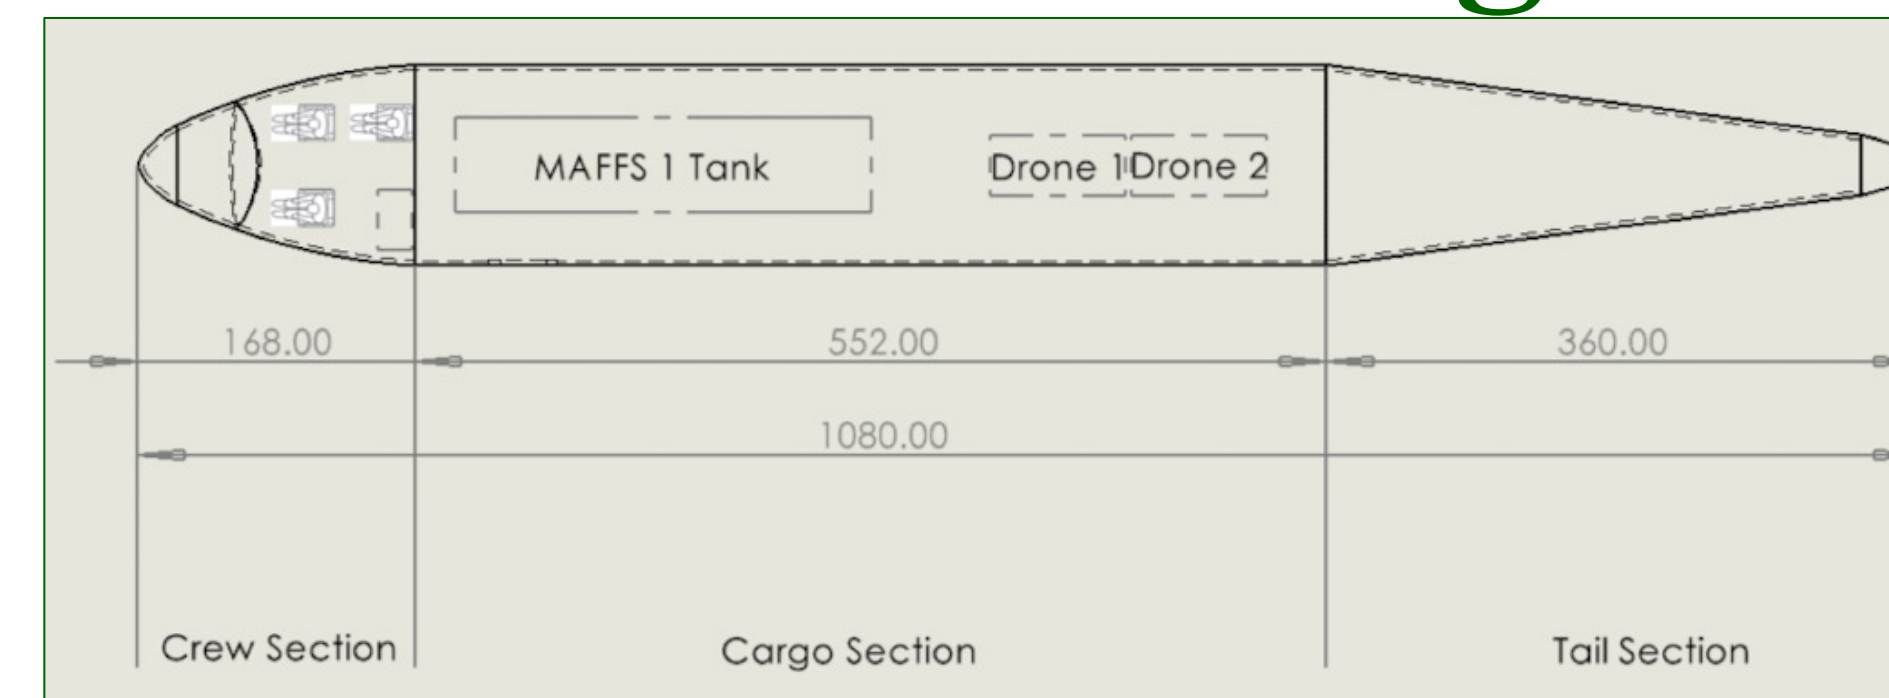 MAFFS 1 Tank
Drone 1 Drone 2
168.00 552.00 360.00
1080.00
Crew Section Cargo Section Tail Section